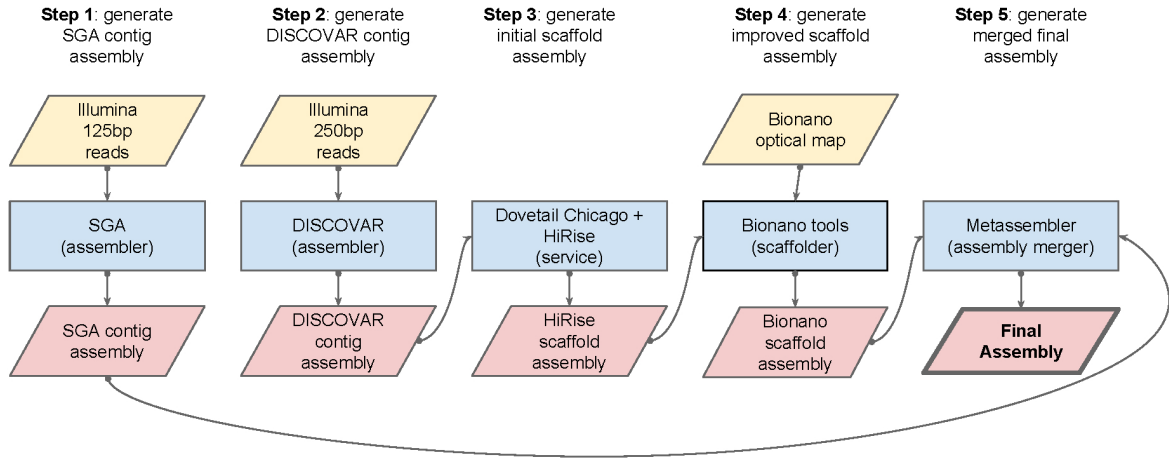 Step 1: generate
SGA contig
assembly
Step 2: generate
DISCOVAR contig
assembly
Step 3: generate
initial scaffold
assembly
Step 4: generate
improved scaffold
assembly
Step 5: generate
merged final
assembly
Illumina
125bp
reads
Illumina
250bp
reads
Bionano
optical map
SGA
(assembler)
DISCOVAR
(assembler)
Dovetail Chicago +
HiRise
(service)
Bionano tools
(scaffolder)
Metassembler
(assembly merger)
SGA contig
assembly
DISCOVAR
contig
assembly
HiRise
scaffold
assembly
Bionano
scaffold
assembly
Final
Assembly